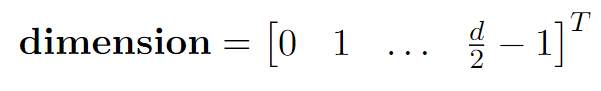 dimension = [0 1 ... d/2 − 1]^T